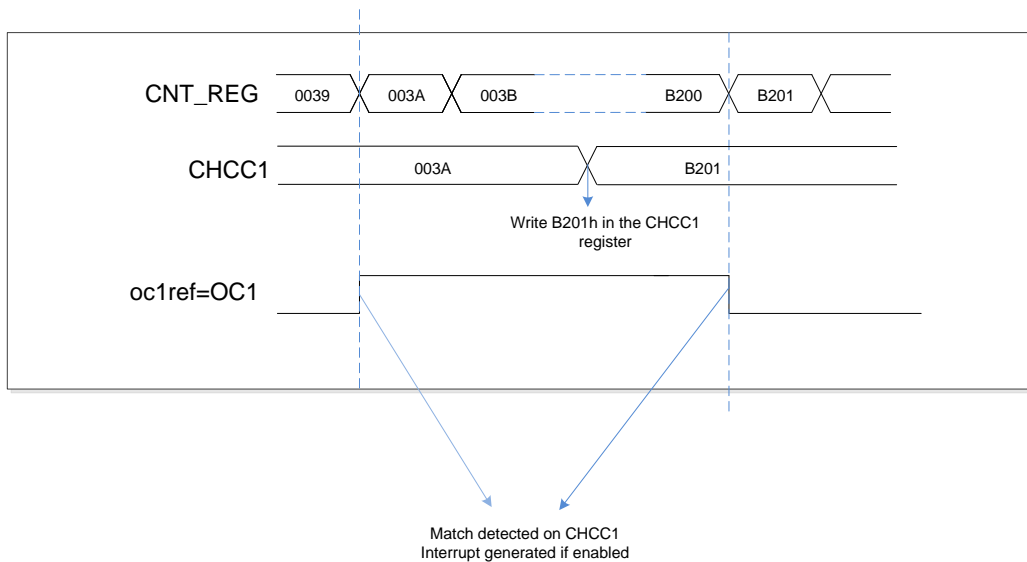 CNT_REG 0039 003A 003B B200 B201
CHCC1 003A B201
Write B201h in the CHCC1
register
oc1ref=OC1
Match detected on CHCC1
Interrupt generated if enabled